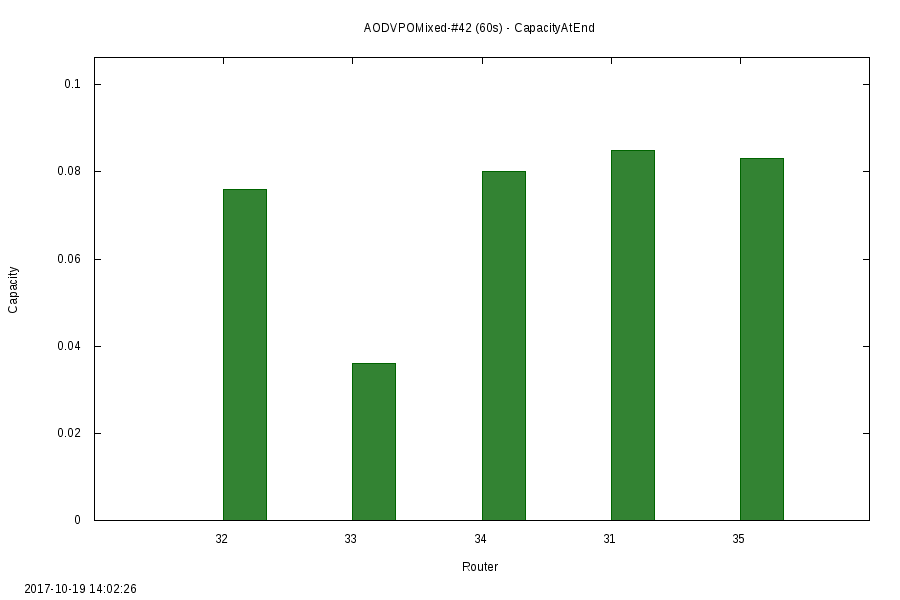 AODVPOMixed-#42 (60s) - CapacityAtEnd
0.1
0.08
0.06
0.04
0.02
0
Capacity
32 33 34 31 35
Router
2017-10-19 14:02:26